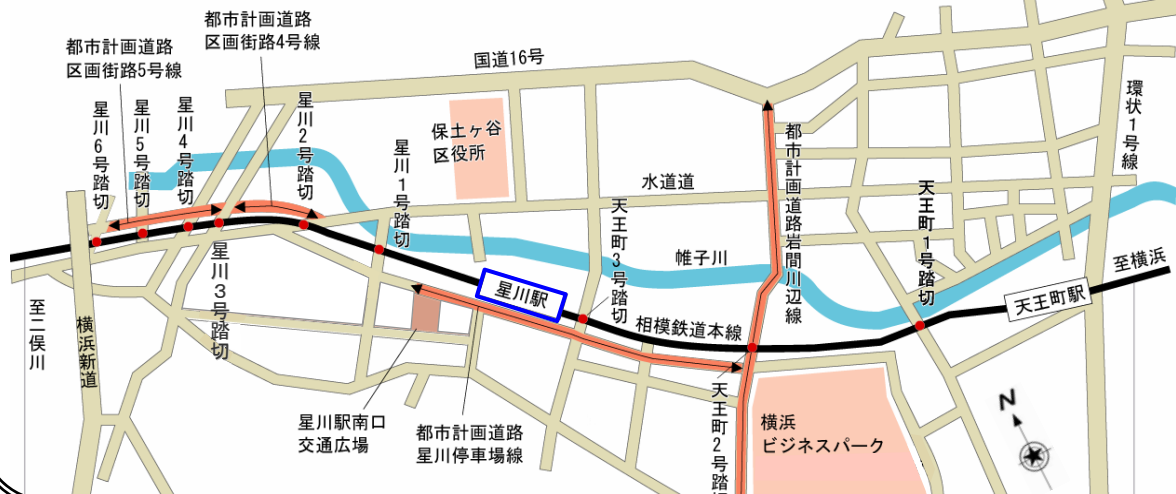 都市計画道路
区画街路4号線
都市計画道路
区画街路5号線
国道16号
環状1号線
星川6号踏切
星川5号踏切
星川4号踏切
星川2号踏切
星川1号踏切
保土ヶ谷
区役所
都市計画道路岩間川辺線
水道道
天王町1号踏切
天王町3号踏切
星川3号踏切
帷子川
至横浜
星川駅
天王町駅
相模鉄道本線
至二俣川
横浜新道
天王町2号踏切
星川駅南口
交通広場
都市計画道路
星川停車場線
横浜
ビジネスパーク
N